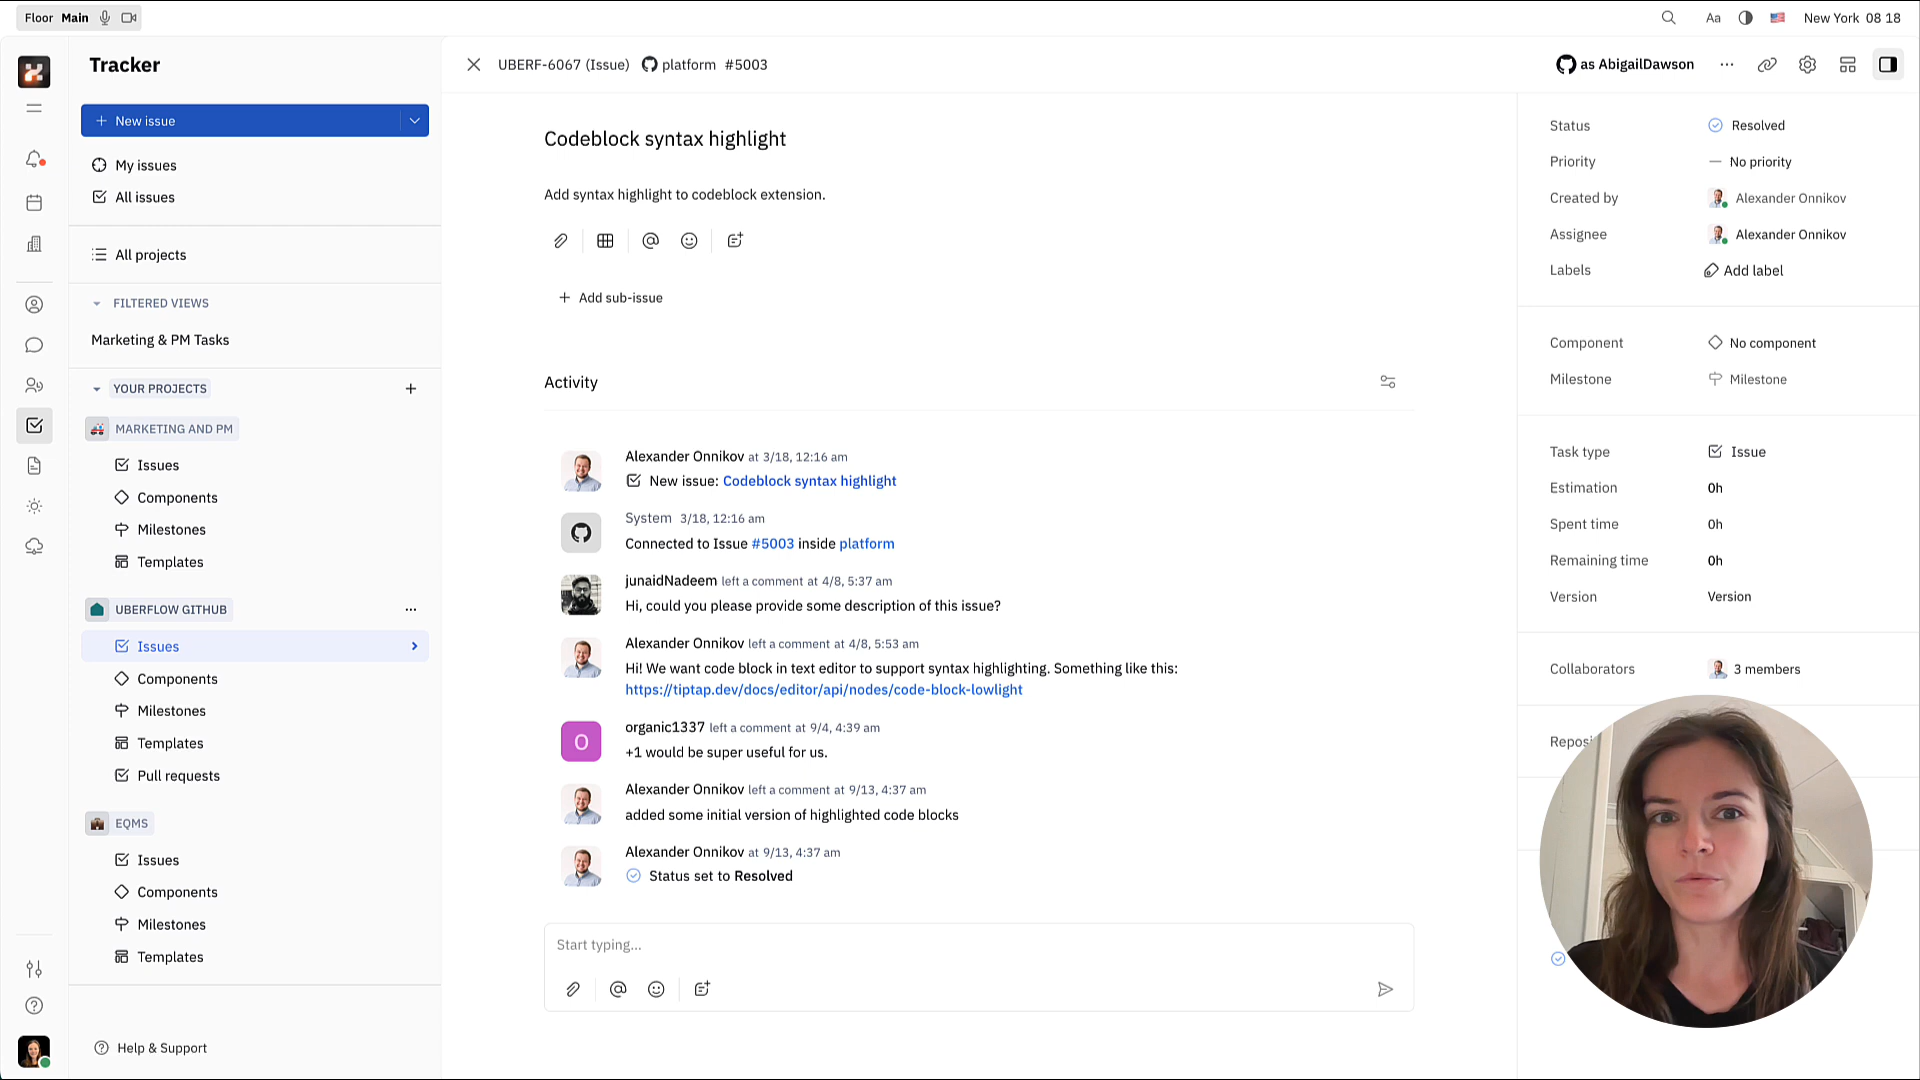 Floor Main
Aa
New York 08 18
Tracker
New issue
My issues
All issues
All projects
FILTERED VIEWS
Marketing & PM Tasks
YOUR PROJECTS
MARKETING AND PM
Issues
Components
Milestones
Templates
UBERFLOW GITHUB
Issues
Components
Milestones
Templates
Pull requests
EQMS
Issues
Components
Milestones
Templates
Help & Support
UBERF-6067 (Issue) platform #5003
as AbigailDawson
Codeblock syntax highlight
Add syntax highlight to codeblock extension.
Add sub-issue
Activity
Alexander Onnikov at 3/18, 12:16 am
New issue: Codeblock syntax highlight
System 3/18, 12:16 am
Connected to Issue #5003 inside platform
junaidNadeem left a comment at 4/8, 5:37 am
Hi, could you please provide some description of this issue?
Alexander Onnikov left a comment at 4/8, 5:53 am
Hi! We want code block in text editor to support syntax highlighting. Something like this:
https://tiptap.dev/docs/editor/api/nodes/code-block-lowlight
O
organic1337 left a comment at 9/4, 4:39 am
+1 would be super useful for us.
Alexander Onnikov left a comment at 9/13, 4:37 am
added some initial version of highlighted code blocks
Alexander Onnikov at 9/13, 4:37 am
Status set to Resolved
Start typing...
Status Resolved
Priority No priority
Created by Alexander Onnikov
Assignee Alexander Onnikov
Labels Add label
Component No component
Milestone Milestone
Task type Issue
Estimation 0h
Spent time 0h
Remaining time 0h
Version Version
Collaborators 3 members